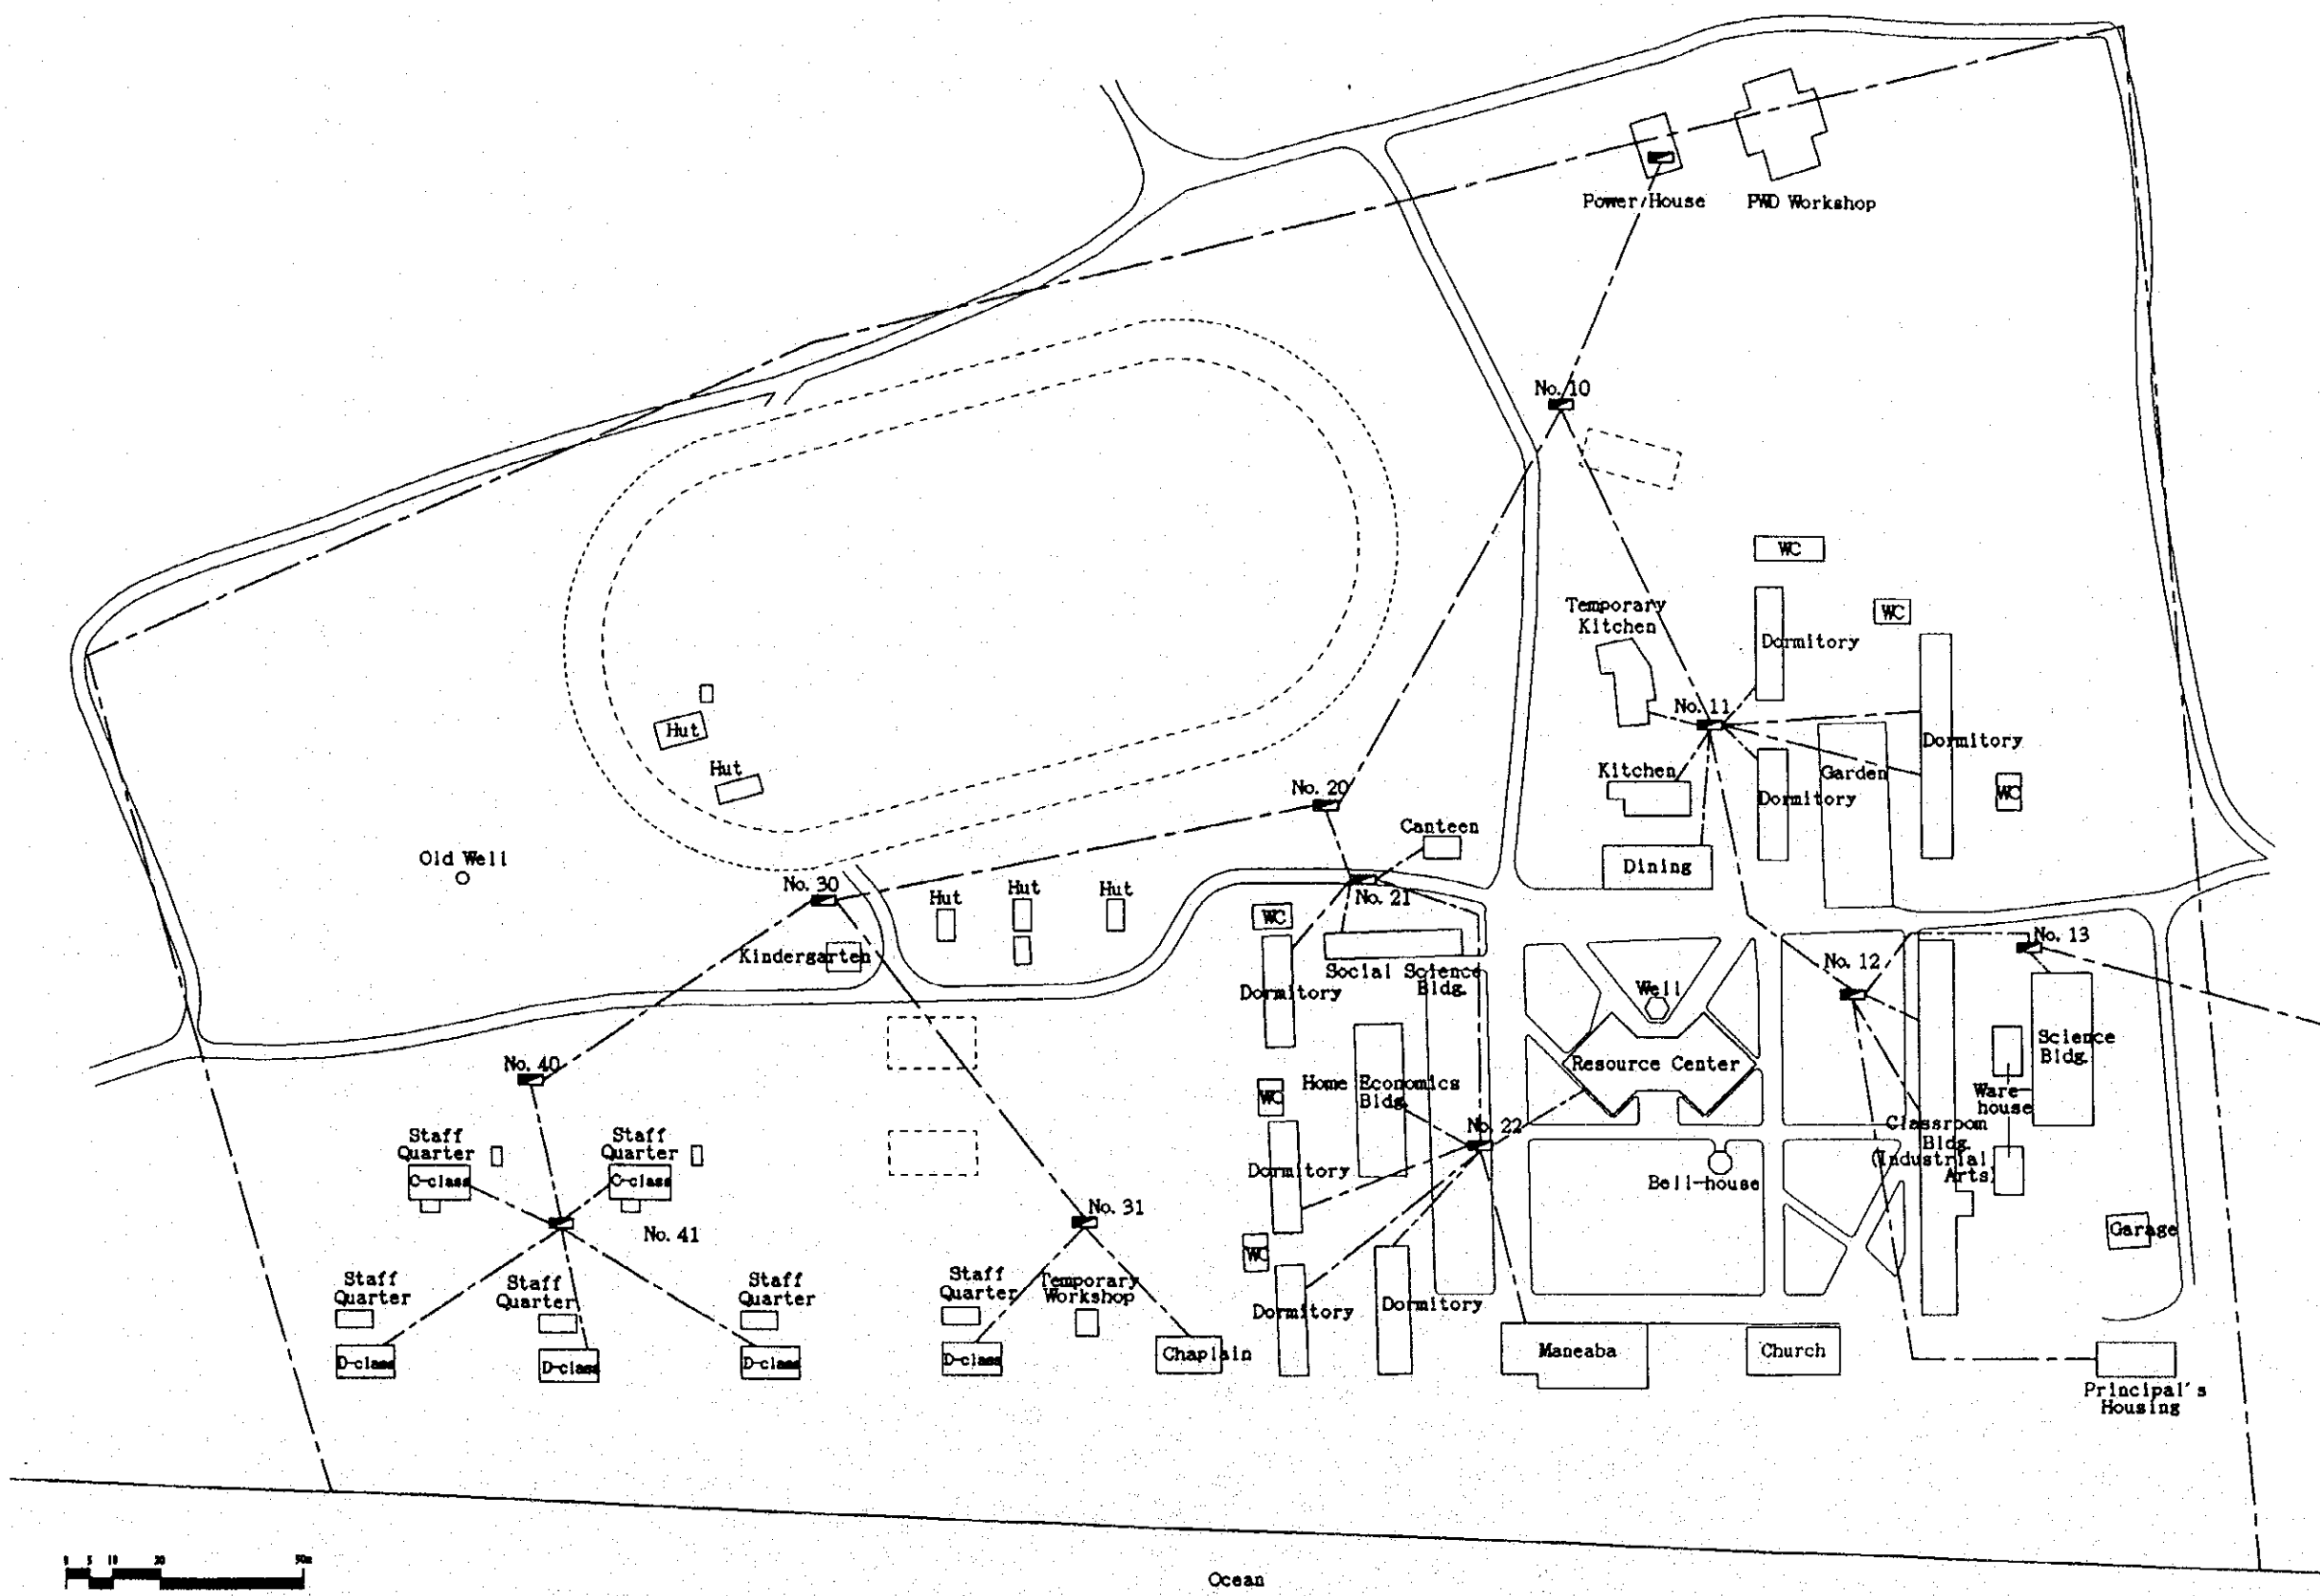 Power House
PWD Workshop
No. 10
WC
Temporary
Kitchen
WC
Dormitory
No. 11
Hut
Dormitory
Hut
Kitchen
Garden
WC
No. 20
Dormitory
Canteen
Old Well
Dining
No. 30
Hut
Hut
Hut
No. 21
WC
No. 13
Kindergarten
Social Science
Bldg.
No. 12
Dormitory
Well
Science
Bldg.
No. 40
Resource Center
Home Economics
Bldg.
WC
Ware-
house
No. 22
Classroom
Bldg.
(Industrial
Arts)
Staff
Quarter
C-class
Staff
Quarter
C-class
Dormitory
Bell-house
No. 31
No. 41
Garage
WC
Staff
Quarter
Staff
Quarter
Staff
Quarter
Staff
Quarter
Temporary
Workshop
Dormitory
Dormitory
D-class
D-class
D-class
D-class
Chaplain
Maneaba
Church
Principal's
Housing
0 5 10 20 50m
Ocean